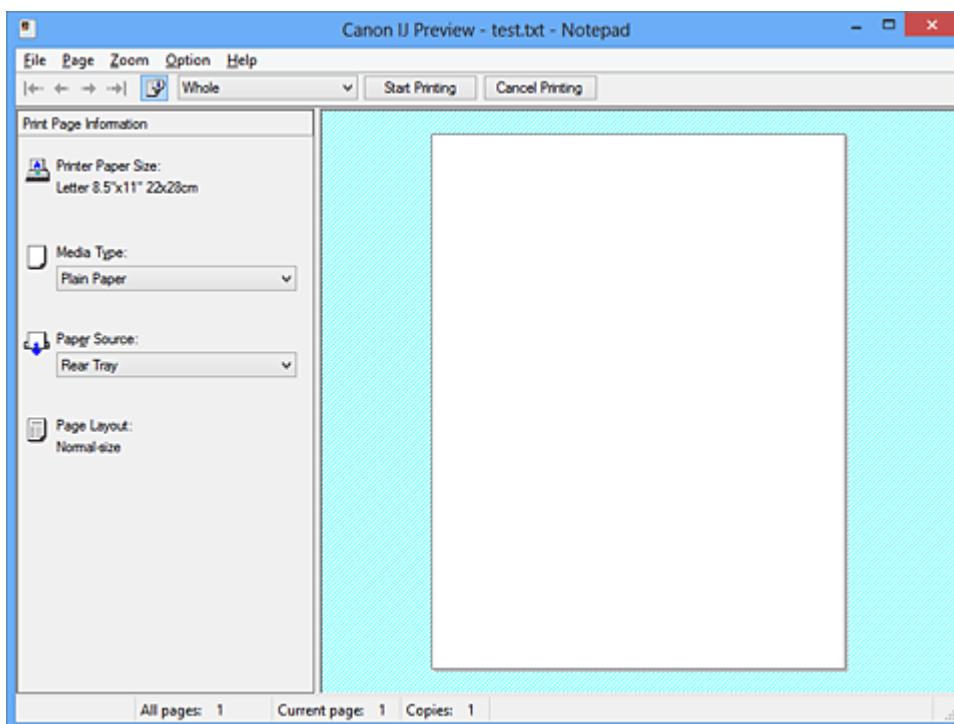 Canon IJ Preview - test.txt - Notepad
File Page Zoom Option Help
Whole Start Printing Cancel Printing
Print Page Information
Printer Paper Size:
Letter 8.5"x11" 22x28cm
Media Type:
Plain Paper
Paper Source:
Rear Tray
Page Layout:
Normal-size
All pages: 1 Current page: 1 Copies: 1